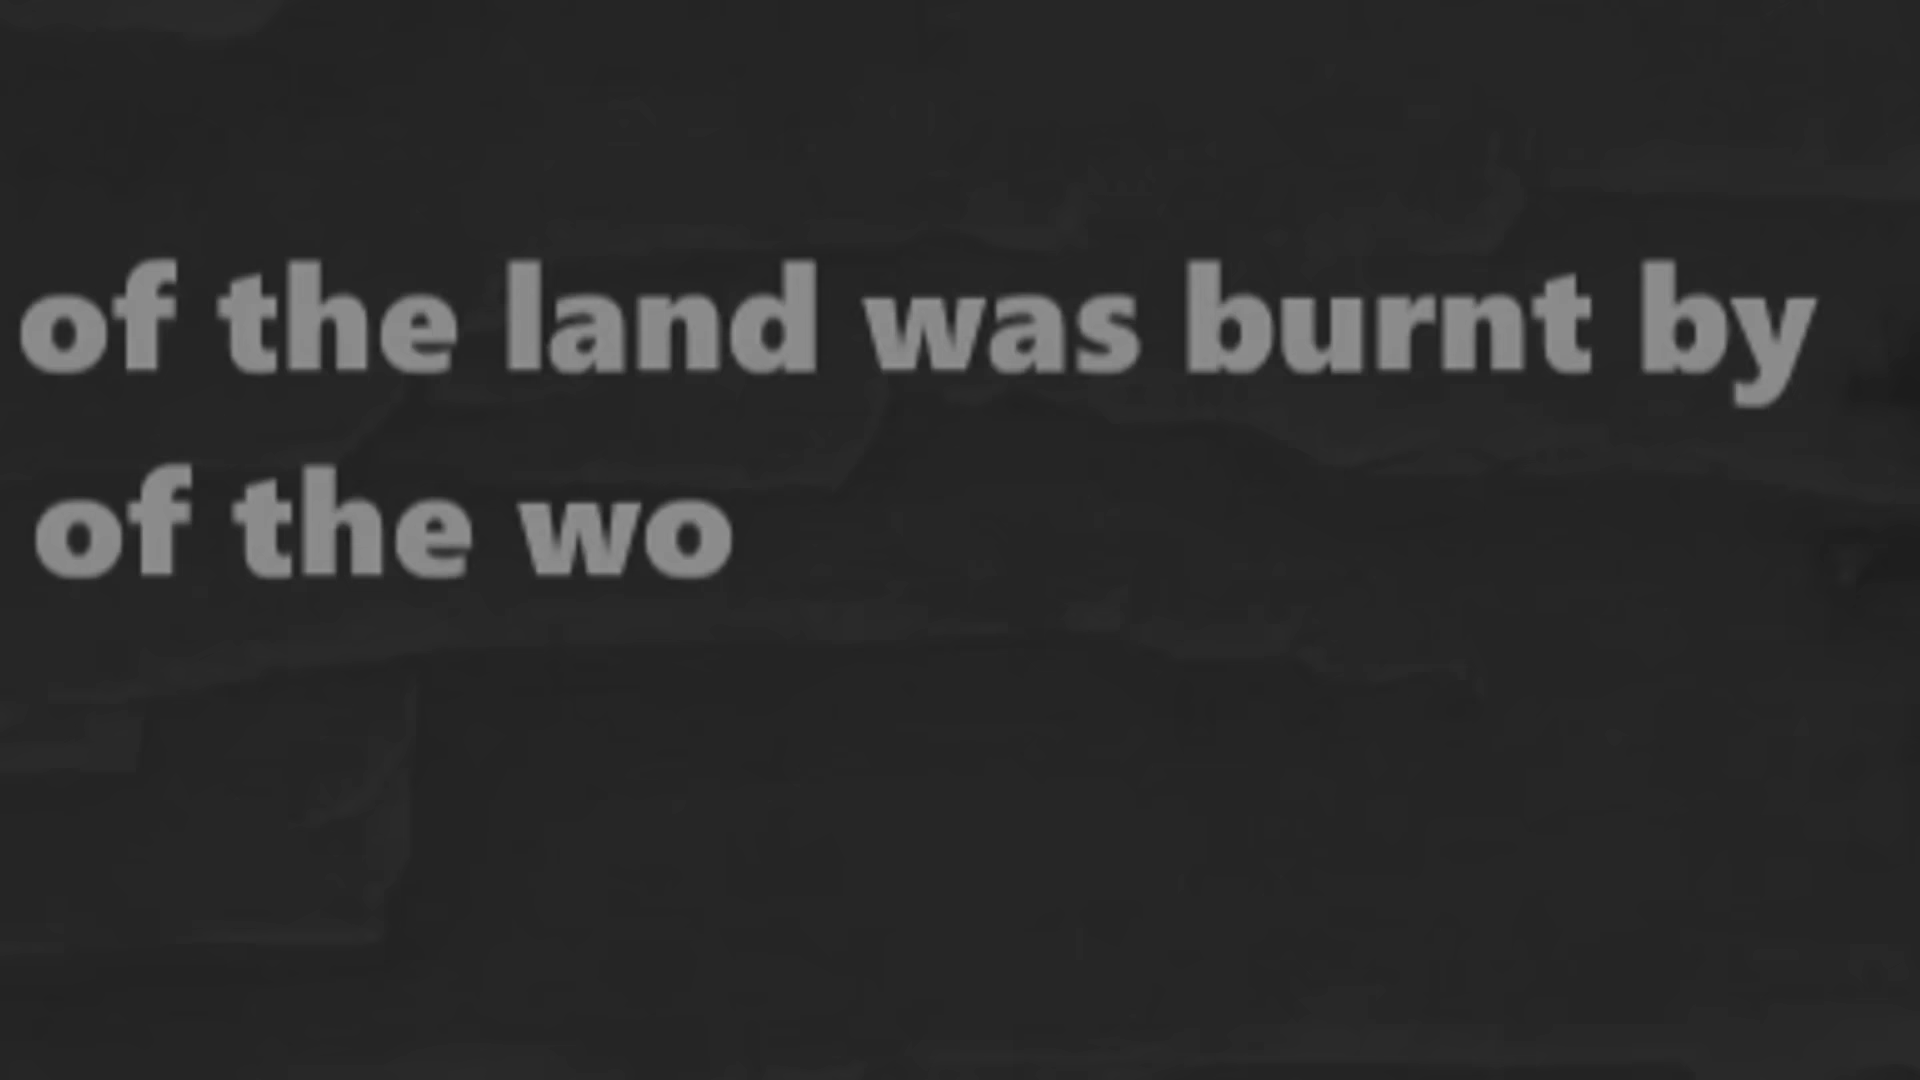 of the land was burnt by
of the wo